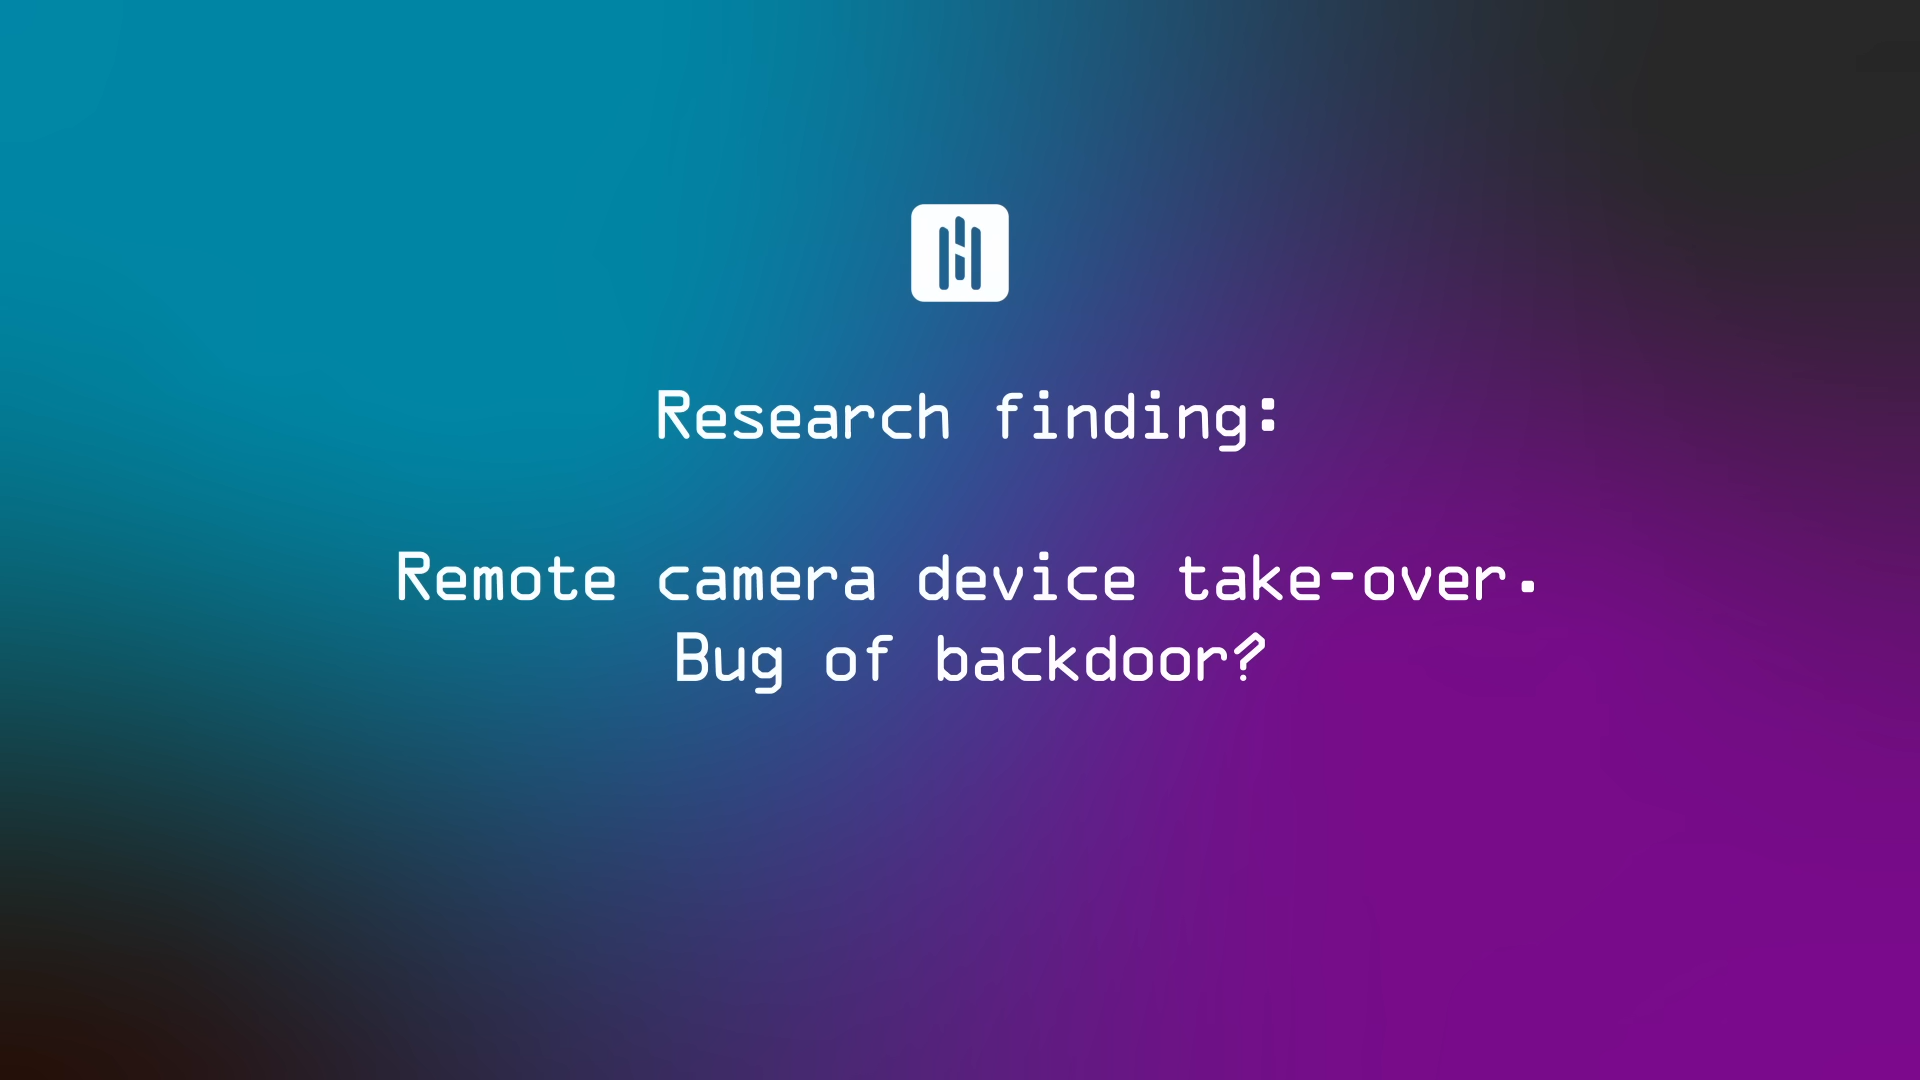 Research finding:
Remote camera device take-over.
Bug of backdoor?